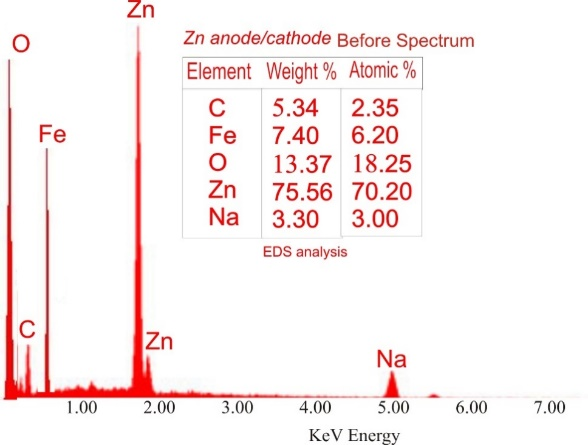 Zn
O
Zn anode/cathode Before Spectrum
Element Weight % Atomic %
C 5.34 2.35
Fe 7.40 6.20
O 13.37 18.25
Zn 75.56 70.20
Na 3.30 3.00
EDS analysis
Fe
C
Zn
Na
1.00 2.00 3.00 4.00 5.00 6.00 7.00
KeV Energy